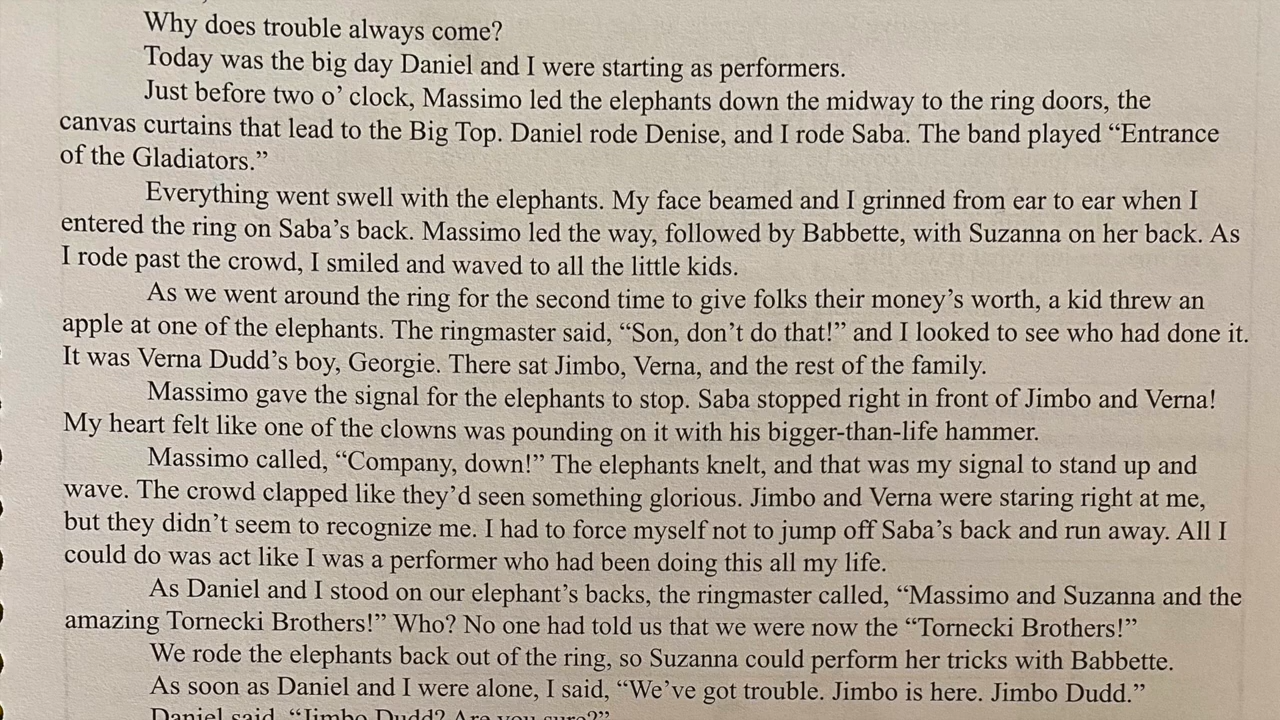 Why does trouble always come?
Today was the big day Daniel and I were starting as performers.
Just before two o’ clock, Massimo led the elephants down the midway to the ring doors, the
canvas curtains that lead to the Big Top. Daniel rode Denise, and I rode Saba. The band played “Entrance
of the Gladiators.”
Everything went swell with the elephants. My face beamed and I grinned from ear to ear when I
entered the ring on Saba’s back. Massimo led the way, followed by Babbette, with Suzanna on her back. As
I rode past the crowd, I smiled and waved to all the little kids.
As we went around the ring for the second time to give folks their money’s worth, a kid threw an
apple at one of the elephants. The ringmaster said, “Son, don’t do that!” and I looked to see who had done it.
It was Verna Dudd’s boy, Georgie. There sat Jimbo, Verna, and the rest of the family.
Massimo gave the signal for the elephants to stop. Saba stopped right in front of Jimbo and Verna!
My heart felt like one of the clowns was pounding on it with his bigger-than-life hammer.
Massimo called, “Company, down!” The elephants knelt, and that was my signal to stand up and
wave. The crowd clapped like they’d seen something glorious. Jimbo and Verna were staring right at me,
but they didn’t seem to recognize me. I had to force myself not to jump off Saba’s back and run away. All I
could do was act like I was a performer who had been doing this all my life.
As Daniel and I stood on our elephant’s backs, the ringmaster called, “Massimo and Suzanna and the
amazing Tornecki Brothers!” Who? No one had told us that we were now the “Tornecki Brothers!”
We rode the elephants back out of the ring, so Suzanna could perform her tricks with Babbette.
As soon as Daniel and I were alone, I said, “We’ve got trouble. Jimbo is here. Jimbo Dudd.”
Daniel said, “Jimbo Dudd? Are you sure?”